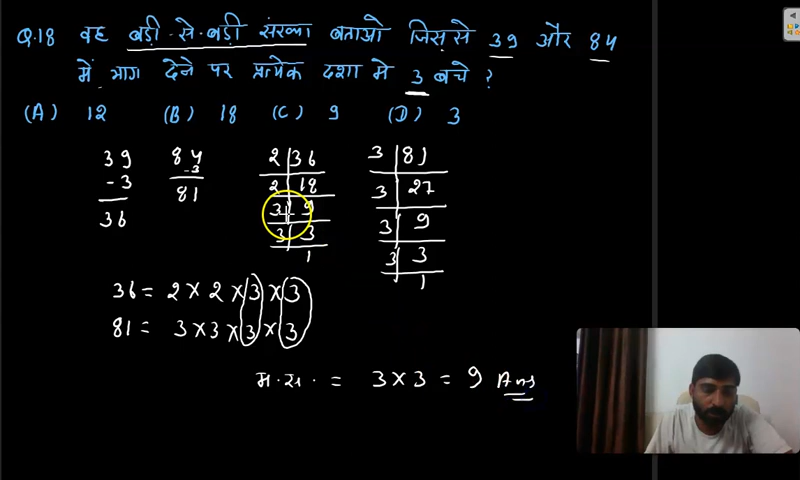 Q.18 वह बड़ी से बड़ी संख्या बताओ जिससे 39 और 84
में भाग देने पर प्रत्येक दशा मे 3 बचे ?
(A) 12 (B) 18 (C) 9 (D) 3
39 84 2 36 3 81
-3 -3 2 18 3 27
36 81 3 9 3 9
3 3 3 3
1 1
36 = 2 × 2 × 3 × 3
81 = 3 × 3 × 3 × 3
म.स. = 3 × 3 = 9 Ans